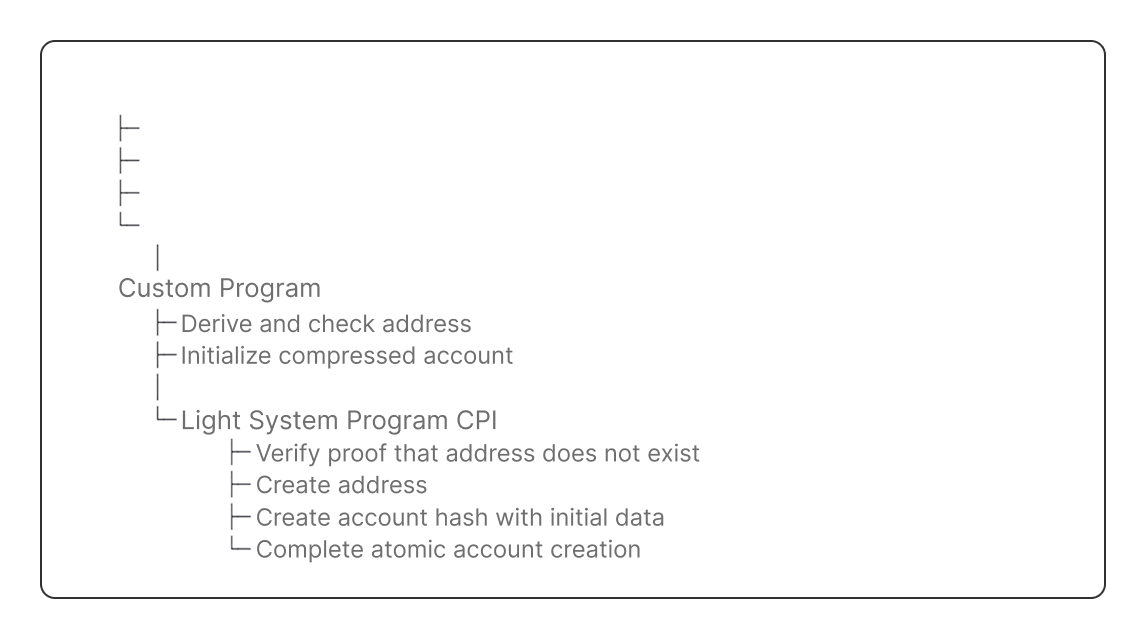 ├─
├─
├─
└─
│
Custom Program
├─ Derive and check address
├─ Initialize compressed account
│
└─ Light System Program CPI
├─ Verify proof that address does not exist
├─ Create address
├─ Create account hash with initial data
└─ Complete atomic account creation